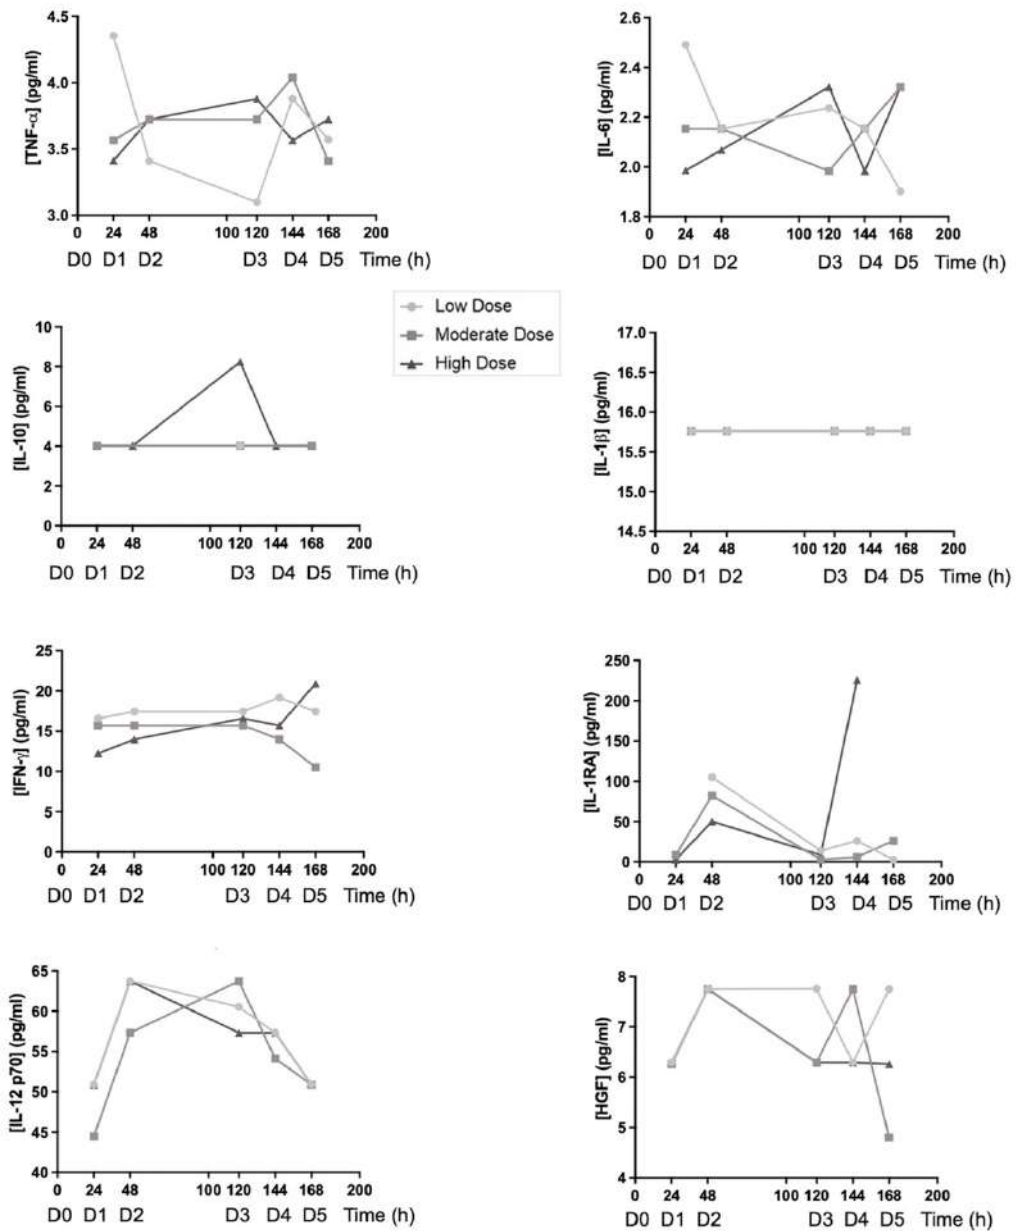 4.5
4.0
3.5
3.0
[TNF-α] (pg/ml)
0 24 48 100 120 144 168 200
D0 D1 D2 D3 D4 D5 Time (h)
2.6
2.4
2.2
2.0
1.8
[IL-6] (pg/ml)
0 24 48 100 120 144 168 200
D0 D1 D2 D3 D4 D5 Time (h)
Low Dose
Moderate Dose
High Dose
10
8
6
4
2
0
[IL-10] (pg/ml)
0 24 48 100 120 144 168 200
D0 D1 D2 D3 D4 D5 Time (h)
17.0
16.5
16.0
15.5
15.0
14.5
[IL-1β] (pg/ml)
0 24 48 100 120 144 168 200
D0 D1 D2 D3 D4 D5 Time (h)
25
20
15
10
5
0
[IFN-γ] (pg/ml)
0 24 48 100 120 144 168 200
D0 D1 D2 D3 D4 D5 Time (h)
250
200
150
100
50
0
[IL-1RA] (pg/ml)
0 24 48 100 120 144 168 200
D0 D1 D2 D3 D4 D5 Time (h)
65
60
55
50
45
40
[IL-12 p70] (pg/ml)
0 24 48 100 120 144 168 200
D0 D1 D2 D3 D4 D5 Time (h)
8
7
6
5
4
[HGF] (pg/ml)
0 24 48 100 120 144 168 200
D0 D1 D2 D3 D4 D5 Time (h)